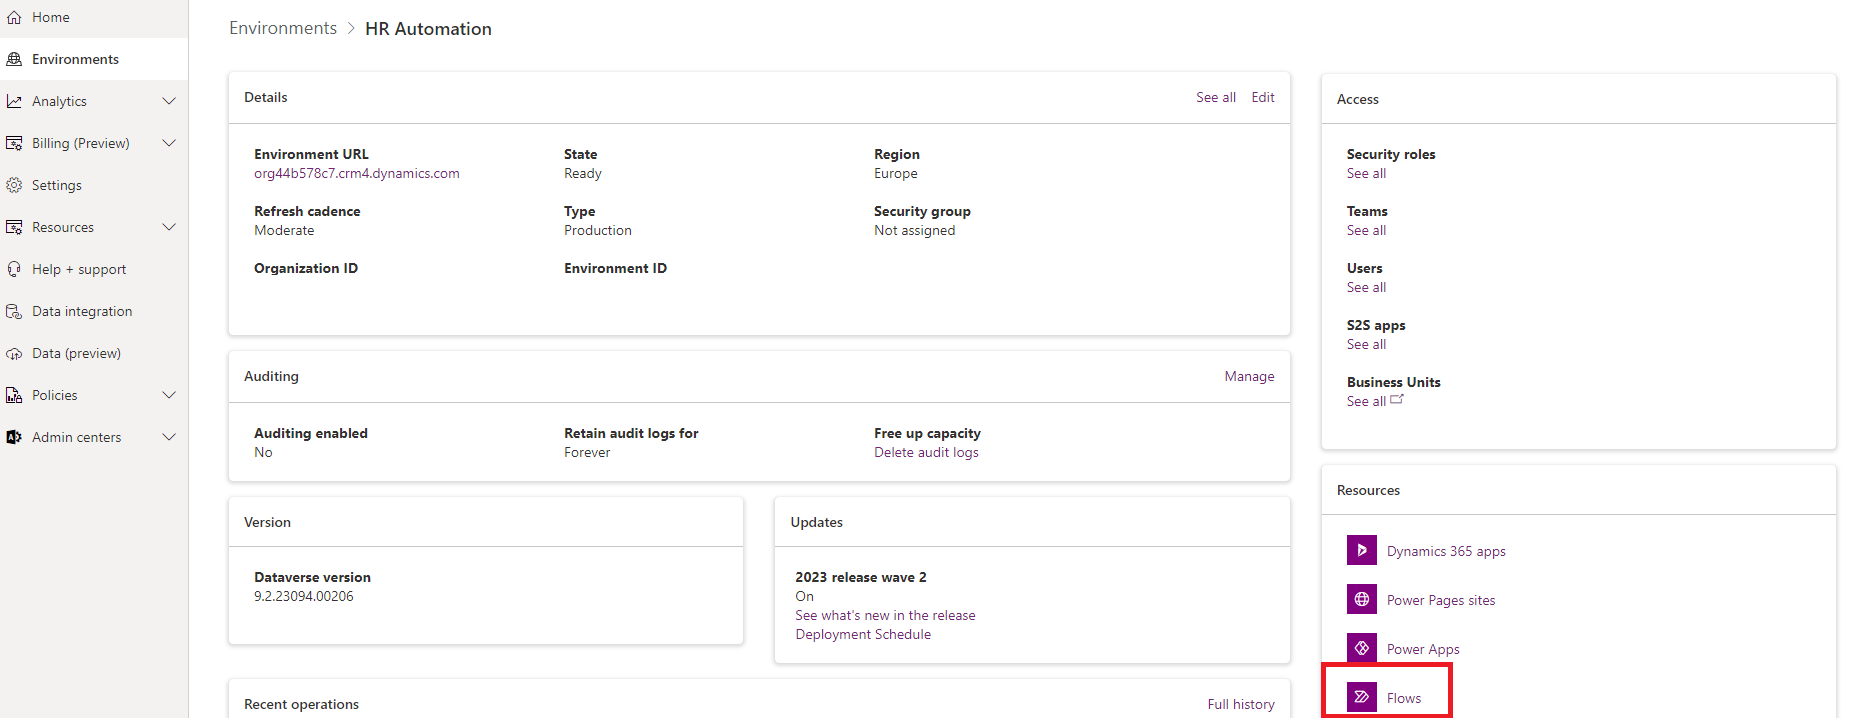 Home
Environments
Analytics
Billing (Preview)
Settings
Resources
Help + support
Data integration
Data (preview)
Policies
Admin centers
Environments > HR Automation
Details
See all Edit
Environment URL
org44b578c7.crm4.dynamics.com
State
Ready
Region
Europe
Refresh cadence
Moderate
Type
Production
Security group
Not assigned
Organization ID
Environment ID
Auditing
Manage
Auditing enabled
No
Retain audit logs for
Forever
Free up capacity
Delete audit logs
Version
Dataverse version
9.2.23094.00206
Updates
2023 release wave 2
On
See what's new in the release
Deployment Schedule
Recent operations
Full history
Access
Security roles
See all
Teams
See all
Users
See all
S2S apps
See all
Business Units
See all
Resources
Dynamics 365 apps
Power Pages sites
Power Apps
Flows